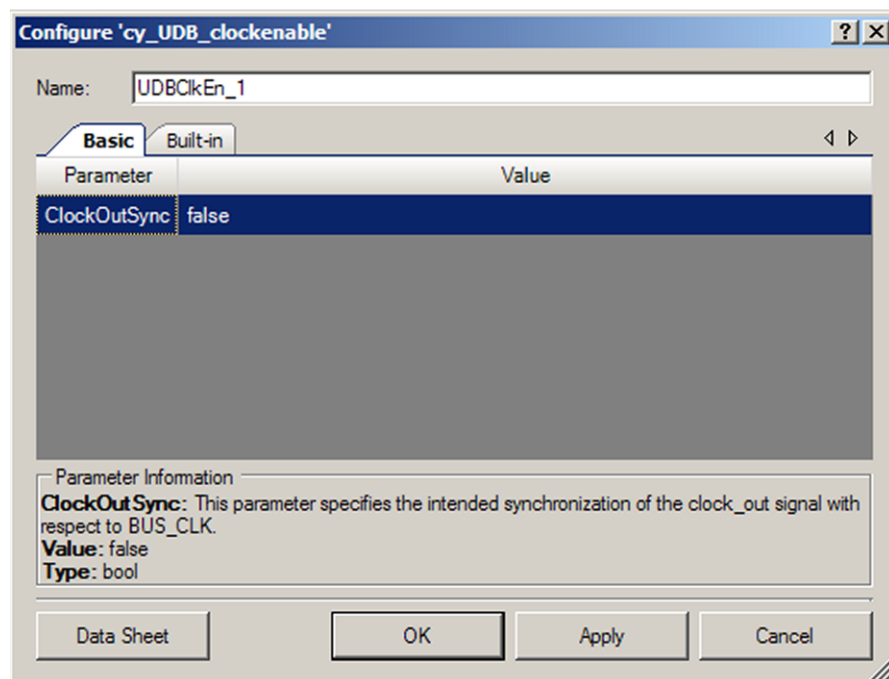 Configure 'cy_UDB_clockenable'
Name: UDBClkEn_1
Basic Built-in
Parameter Value
ClockOutSync false
Parameter Information
ClockOutSync: This parameter specifies the intended synchronization of the clock_out signal with
respect to BUS_CLK.
Value: false
Type: bool
Data Sheet OK Apply Cancel